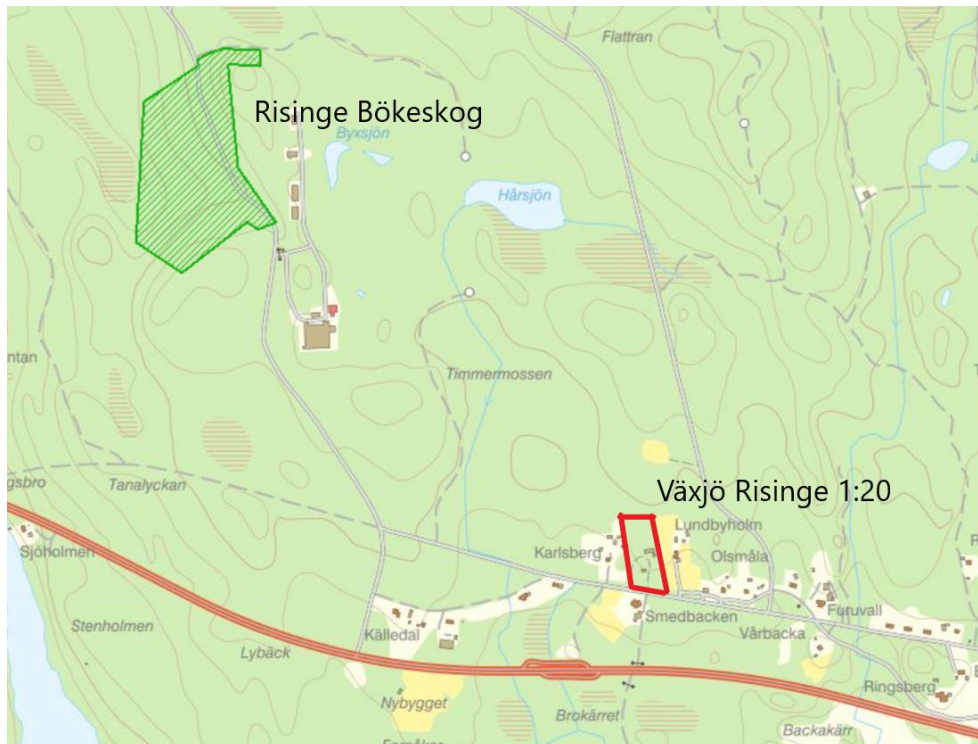 Flattran
Risinge Bökeskog
Byxsjön
Hårsjön
ntan
Timmermossen
gsbro
Tanalyckan
Växjö Risinge 1:20
Sjöholmen
Karlsberg
Lundbyholm
Olsmåla
Stenholmen
Källedal
Smedbacken
Furuvall
Vårbacka
Lybäck
Nybygget
Ringsberg
Brokärret
Backakärr